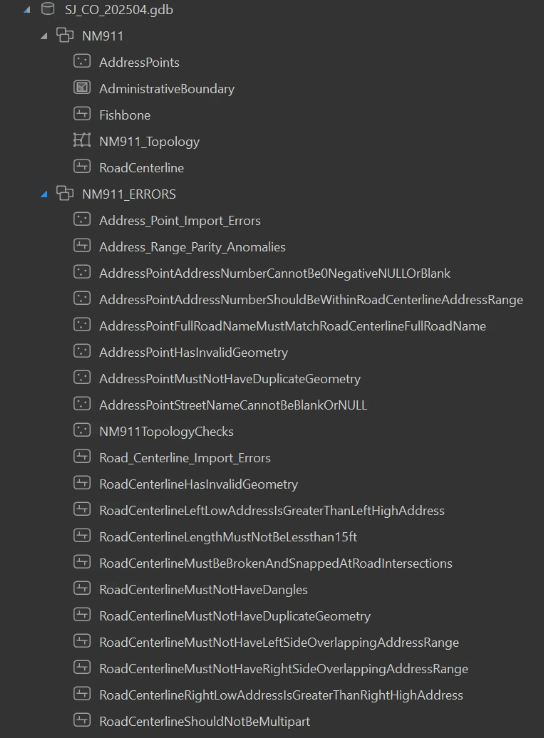 SJ_CO_202504.gdb
NM911
AddressPoints
AdministrativeBoundary
Fishbone
NM911_Topology
RoadCenterline
NM911_ERRORS
Address_Point_Import_Errors
Address_Range_Parity_Anomalies
AddressPointAddressNumberCannotBe0NegativeNULLOrBlank
AddressPointAddressNumberShouldBeWithinRoadCenterlineAddressRange
AddressPointFullRoadNameMustMatchRoadCenterlineFullRoadName
AddressPointHasInvalidGeometry
AddressPointMustNotHaveDuplicateGeometry
AddressPointStreetNameCannotBeBlankOrNULL
NM911TopologyChecks
Road_Centerline_Import_Errors
RoadCenterlineHasInvalidGeometry
RoadCenterlineLeftLowAddressIsGreaterThanLeftHighAddress
RoadCenterlineLengthMustNotBeLessthan15ft
RoadCenterlineMustBeBrokenAndSnappedAtRoadIntersections
RoadCenterlineMustNotHaveDangles
RoadCenterlineMustNotHaveDuplicateGeometry
RoadCenterlineMustNotHaveLeftSideOverlappingAddressRange
RoadCenterlineMustNotHaveRightSideOverlappingAddressRange
RoadCenterlineRightLowAddressIsGreaterThanRightHighAddress
RoadCenterlineShouldNotBeMultipart